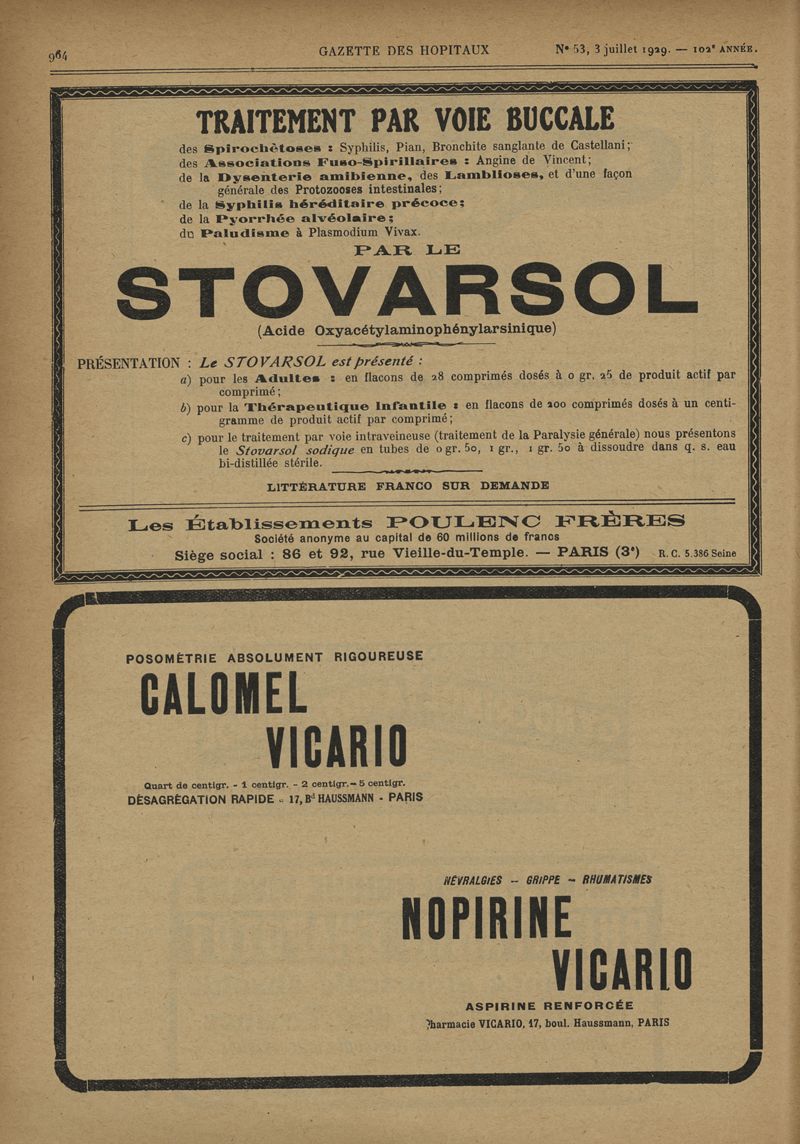 964
GAZETTE DES HOPITAUX
N° 53, 3 juillet 1929. — 102e ANNÉE.
TRAITEMENT PAR VOIE BUCCALE
des Spirochètoses : Syphilis, Pian, Bronchite sanglante de Castellani;
des Associations Fuso-Spirillaires : Angine de Vincent;
de la Dysenterie amibienne, des Lamblioses, et d'une façon
générale des Protozooses intestinales;
de la Syphilis héréditaire précoce;
de la Pyorrhée alvéolaire;
du Paludisme à Plasmodium Vivax.
PAR LE
STOVARSOL
(Acide Oxyacétylaminophénylarsinique)
PRÉSENTATION : Le STOVARSOL est présenté :
a) pour les Adultes : en flacons de 28 comprimés dosés à 0 gr. 25 de produit actif par
comprimé;
b) pour la Thérapeutique Infantile : en flacons de 200 comprimés dosés à un centi-
gramme de produit actif par comprimé;
c) pour le traitement par voie intraveineuse (traitement de la Paralysie générale) nous présentons
le Stovarsol sodique en tubes de 0 gr. 50, 1 gr., 1 gr. 50 à dissoudre dans q. s. eau
bi-distillée stérile.
LITTÉRATURE FRANCO SUR DEMANDE
Les Établissements POULENC FRÈRES
Société anonyme au capital de 60 millions de francs
Siège social : 86 et 92, rue Vieille-du-Temple. — PARIS (3e) R. C. 5.386 Seine
POSOMÈTRIE ABSOLUMENT RIGOUREUSE
CALOMEL
VICARIO
Quart de centigr. - 1 centigr. - 2 centigr. - 5 centigr.
DÉSAGRÉGATION RAPIDE - 17, Bd HAUSSMANN - PARIS
NÉVRALGIES - GRIPPE - RHUMATISMES
NOPIRINE
VICARIO
ASPIRINE RENFORCÉE
Pharmacie VICARIO, 17, boul. Haussmann, PARIS